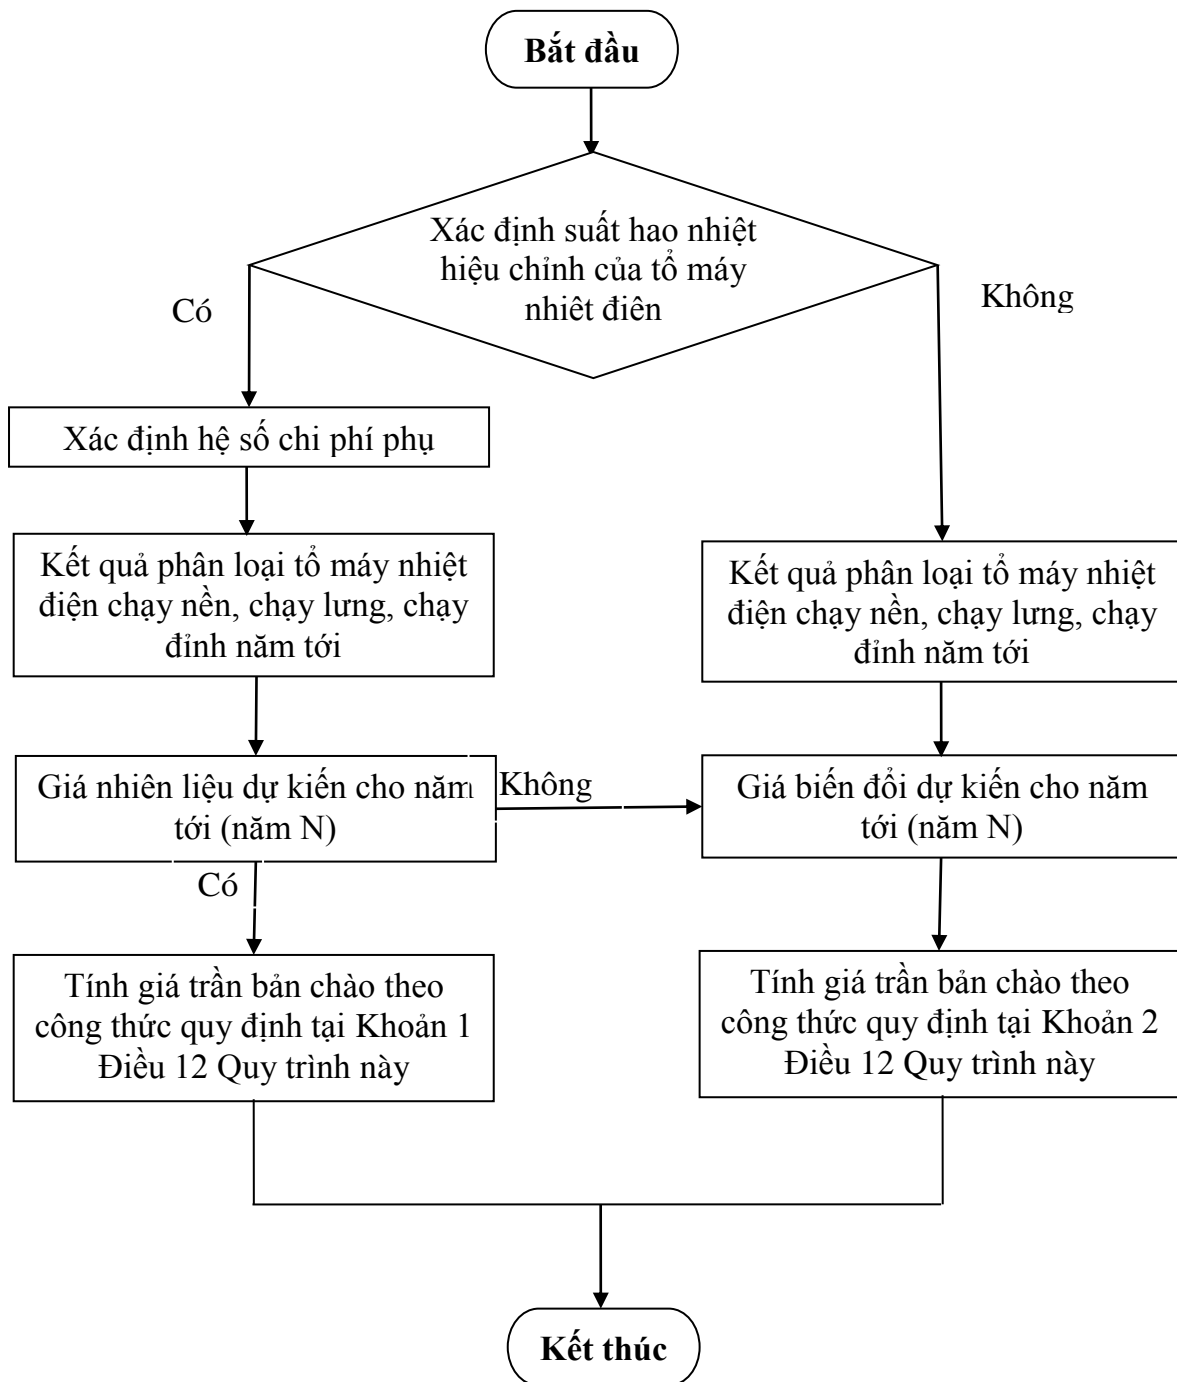 Bắt đầu
Xác định suất hao nhiệt
hiệu chỉnh của tổ máy
nhiêt điên
Có
Không
Xác định hệ số chi phí phụ
Kết quả phân loại tổ máy nhiệt
điện chạy nền, chạy lưng, chạy
đỉnh năm tới
Kết quả phân loại tổ máy nhiệt
điện chạy nền, chạy lưng, chạy
đỉnh năm tới
Giá nhiên liệu dự kiến cho năm
tới (năm N)
Không
Giá biến đổi dự kiến cho năm
tới (năm N)
Có
Tính giá trần bản chào theo
công thức quy định tại Khoản 1
Điều 12 Quy trình này
Tính giá trần bản chào theo
công thức quy định tại Khoản 2
Điều 12 Quy trình này
Kết thúc